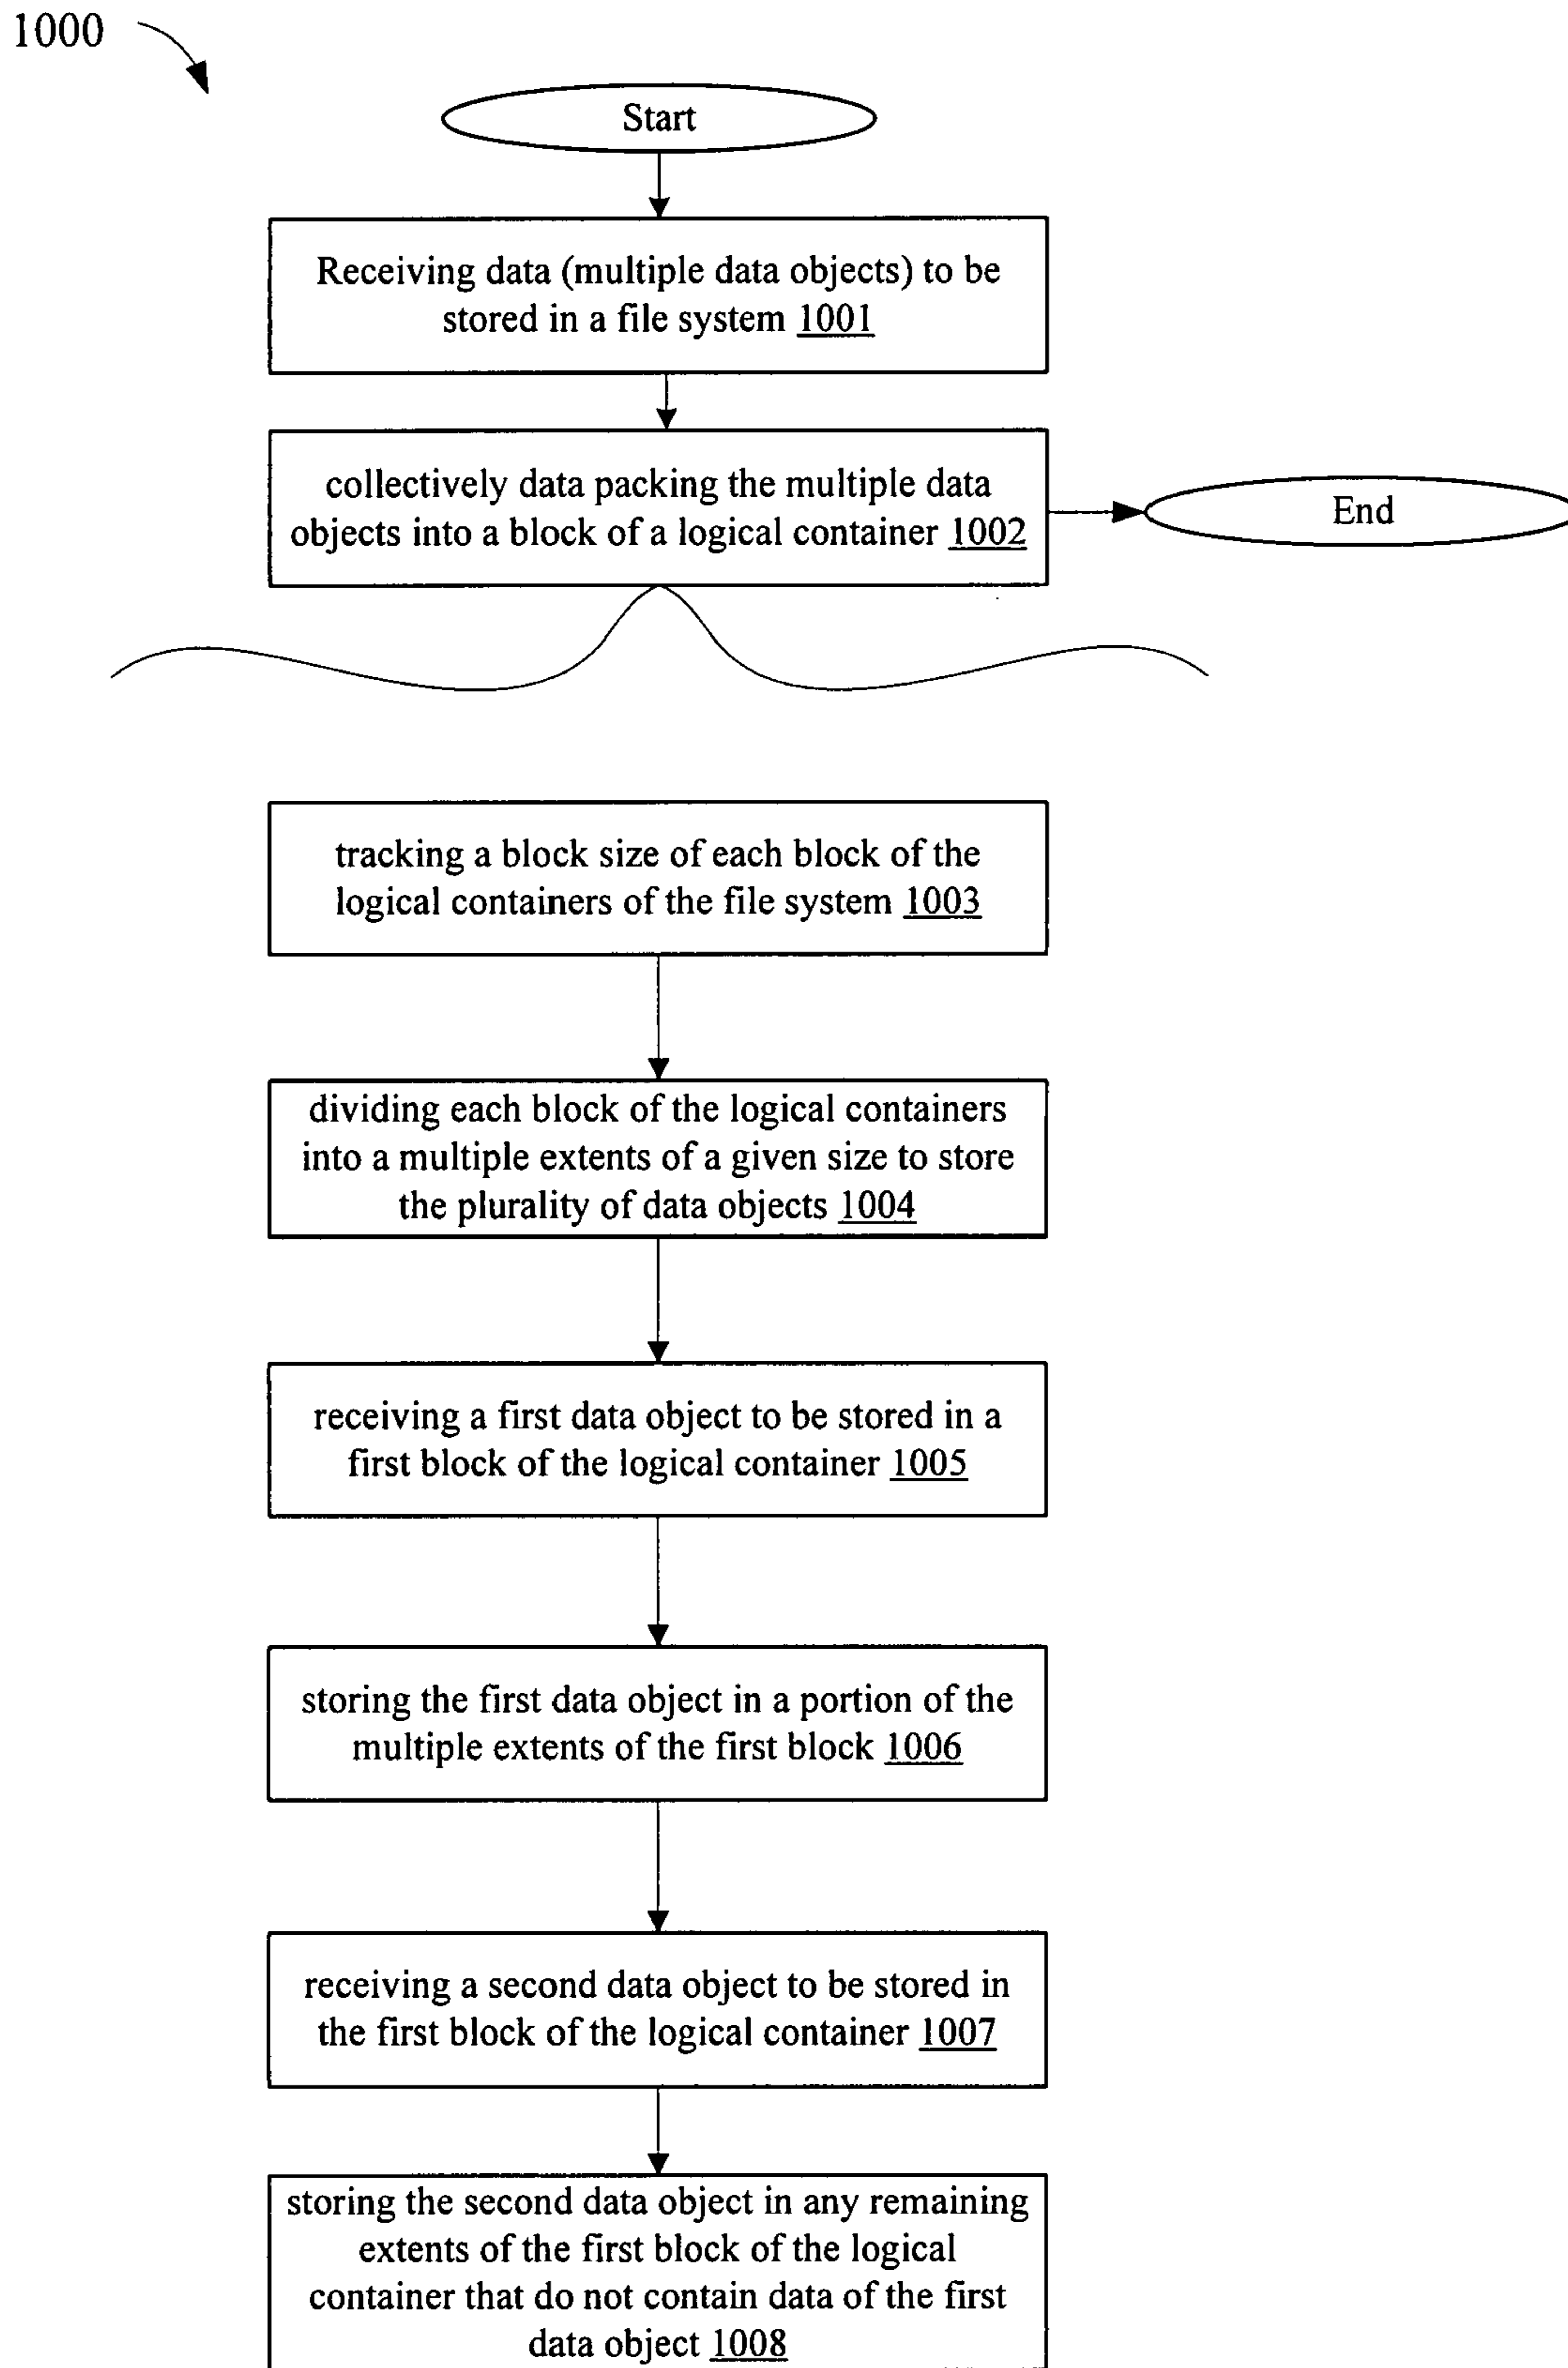 1000
Start
Receiving data (multiple data objects) to be
stored in a file system 1001
collectively data packing the multiple data
objects into a block of a logical container 1002
End
tracking a block size of each block of the
logical containers of the file system 1003
dividing each block of the logical containers
into a multiple extents of a given size to store
the plurality of data objects 1004
receiving a first data object to be stored in a
first block of the logical container 1005
storing the first data object in a portion of the
multiple extents of the first block 1006
receiving a second data object to be stored in
the first block of the logical container 1007
storing the second data object in any remaining
extents of the first block of the logical
container that do not contain data of the first
data object 1008